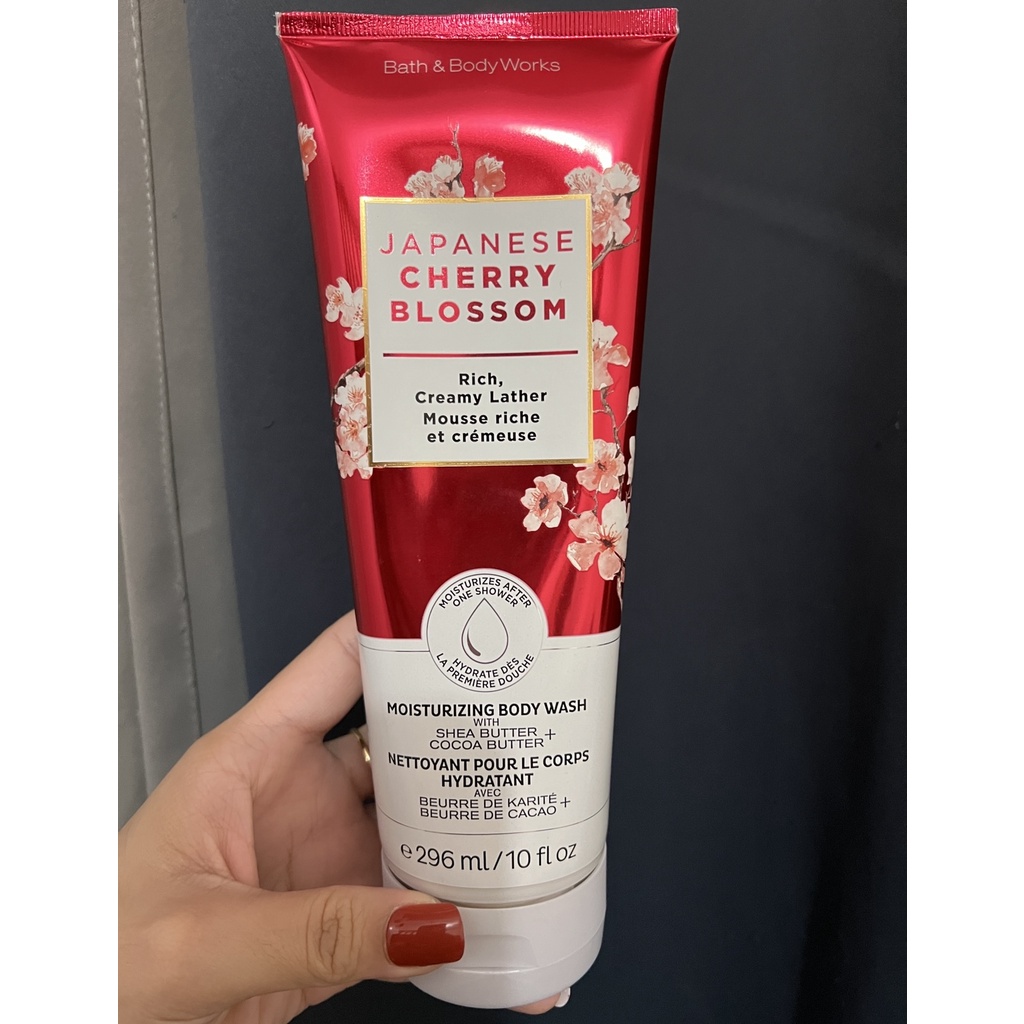 Bath & Body Works
JAPANESE
CHERRY
BLOSSOM
Rich,
Creamy Lather
Mousse riche
et crémeuse
MOISTURIZES AFTER
ONE SHOWER
HYDRATE DÈS
LA PREMIÈRE DOUCHE
MOISTURIZING BODY WASH
WITH
SHEA BUTTER +
COCOA BUTTER
NETTOYANT POUR LE CORPS
HYDRATANT
AVEC
BEURRE DE KARITÉ +
BEURRE DE CACAO
e 296 ml / 10 fl oz